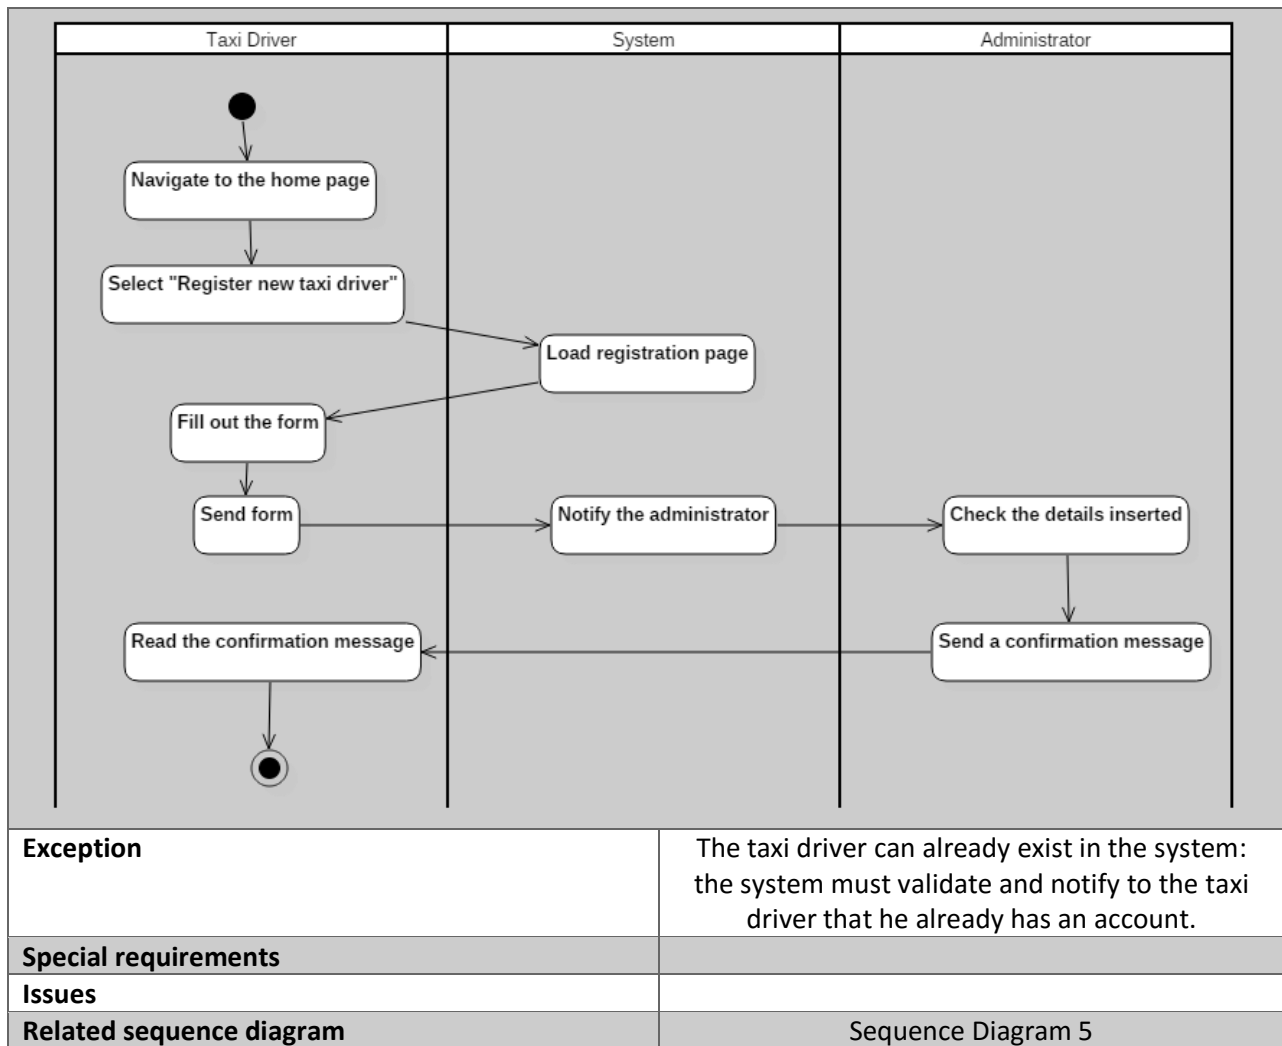 Taxi Driver
System
Administrator
Navigate to the home page
Select "Register new taxi driver"
Load registration page
Fill out the form
Send form
Notify the administrator
Check the details inserted
Read the confirmation message
Send a confirmation message
Exception
The taxi driver can already exist in the system:
the system must validate and notify to the taxi
driver that he already has an account.
Special requirements
Issues
Related sequence diagram
Sequence Diagram 5